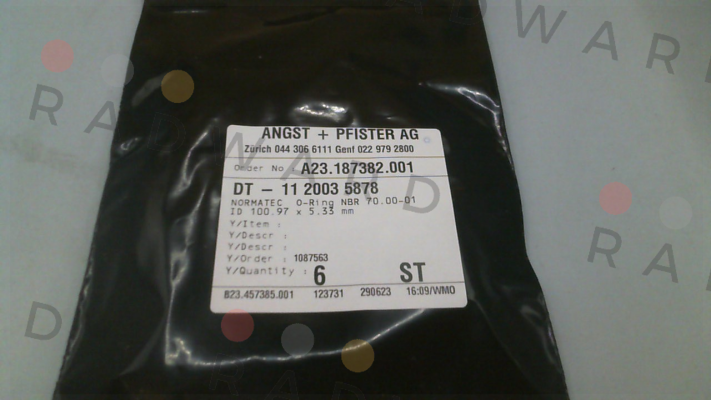 ANGST + PFISTER AG
Zürich 044 306 6111 Genf 022 979 2800
Order No A23.187382.001
DT - 11 2003 5878
NORMATEC O-Ring NBR 70.00-01
ID 100.97 x 5.33 mm
Y/Item :
Y/Descr :
Y/Descr :
Y/Order : 1087563
Y/Quantity : 6 ST
B23.457385.001 123731 290623 16:09/WMO